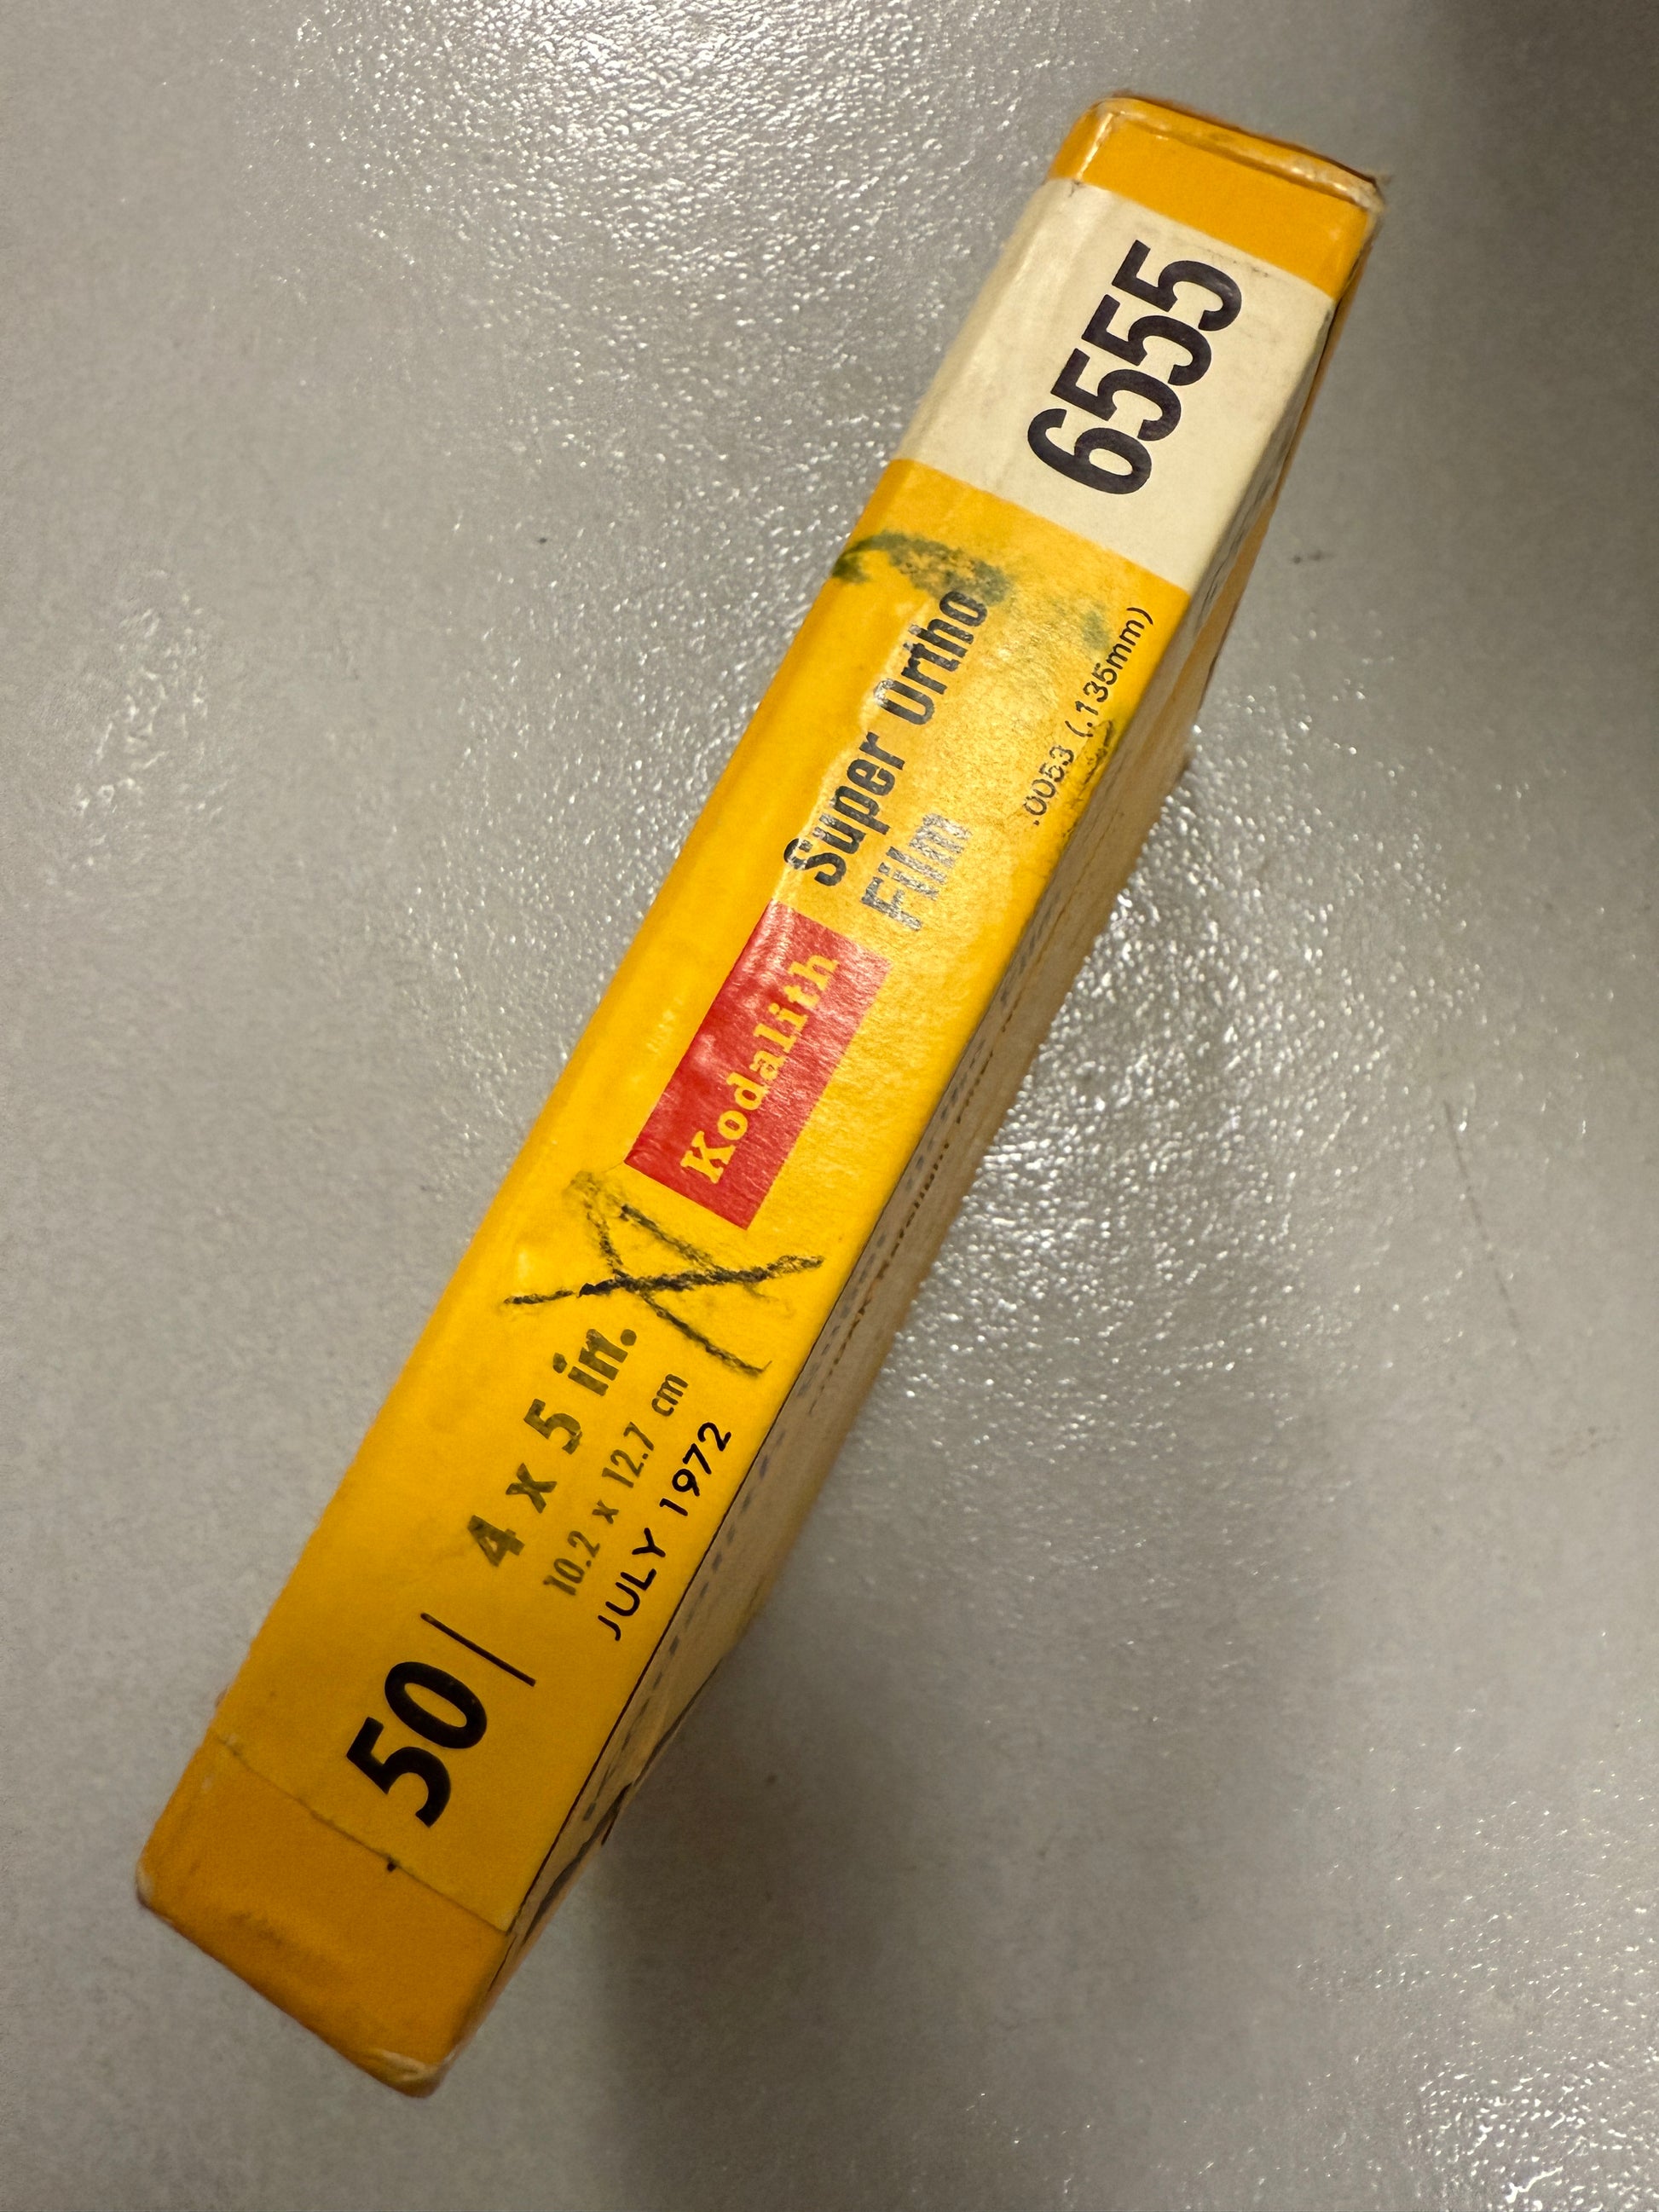 50 |
4 x 5 in.
10.2 x 12.7 cm
JULY 1972
Kodalith
Super Ortho
Film
.0053 (.135mm)
6555